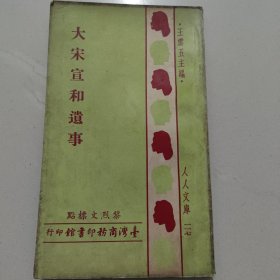 ·王雲五主編·
大宋宣和遺事
黎烈文標點
臺灣商務印書館印行
人人文庫